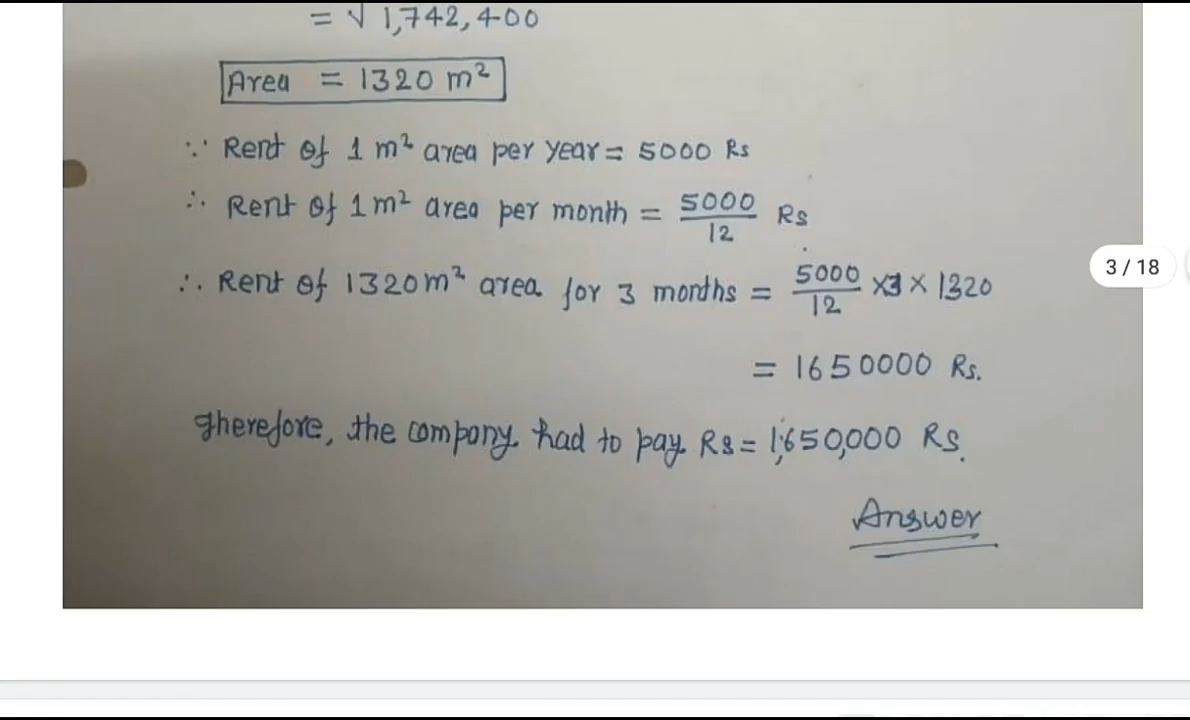 = √ 1,742,400
Area = 1320 m²
∵ Rent of 1 m² area per year = 5000 Rs
∴ Rent of 1 m² area per month = 5000/12 Rs
∴ Rent of 1320 m² area for 3 months = 5000/12 × 3 × 1320
3 / 18
= 1650000 Rs.
Therefore, the company had to pay Rs = 1,650,000 Rs.
Answer